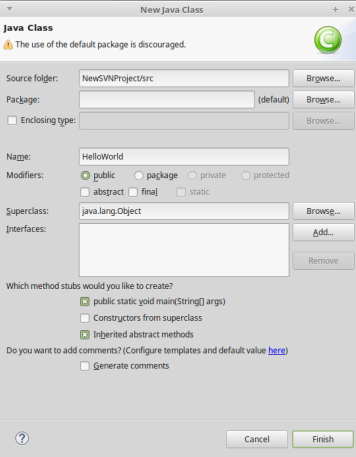 New Java Class
Java Class
The use of the default package is discouraged.
Source folder: NewSVNProject/src Browse...
Package: (default) Browse...
Enclosing type: Browse...
Name: HelloWorld
Modifiers: public package private protected
abstract final static
Superclass: java.lang.Object Browse...
Interfaces: Add...
Remove
Which method stubs would you like to create?
public static void main(String[] args)
Constructors from superclass
Inherited abstract methods
Do you want to add comments? (Configure templates and default value here)
Generate comments
? Cancel Finish